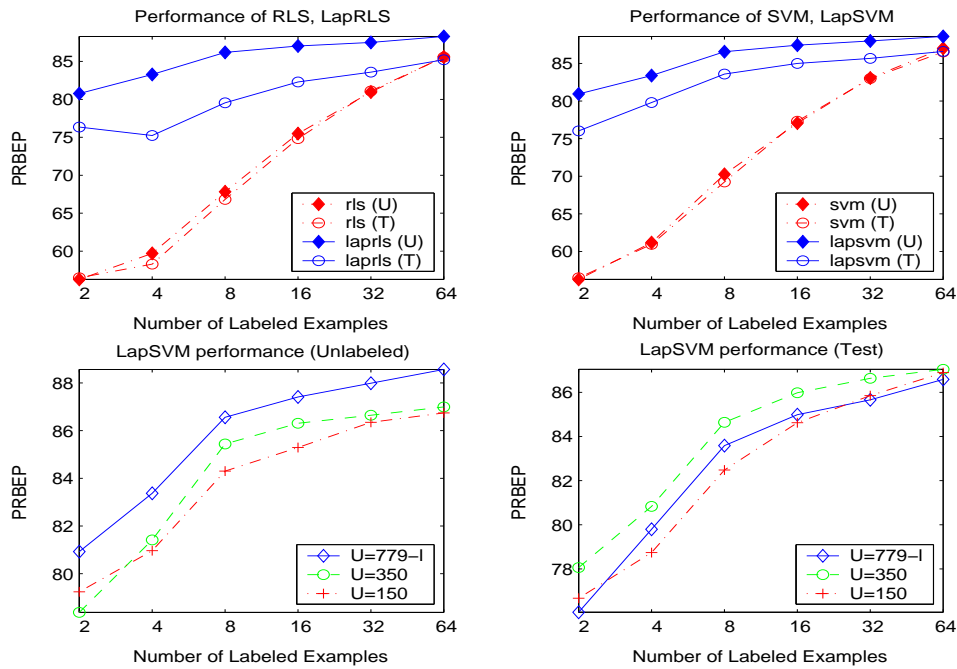 Performance of RLS, LapRLS
PRBEP
85
80
75
70
65
60
rls (U)
rls (T)
laprls (U)
laprls (T)
2 4 8 16 32 64
Number of Labeled Examples
Performance of SVM, LapSVM
PRBEP
85
80
75
70
65
60
svm (U)
svm (T)
lapsvm (U)
lapsvm (T)
2 4 8 16 32 64
Number of Labeled Examples
LapSVM performance (Unlabeled)
PRBEP
88
86
84
82
80
U=779-l
U=350
U=150
2 4 8 16 32 64
Number of Labeled Examples
LapSVM performance (Test)
PRBEP
86
84
82
80
78
U=779-l
U=350
U=150
2 4 8 16 32 64
Number of Labeled Examples